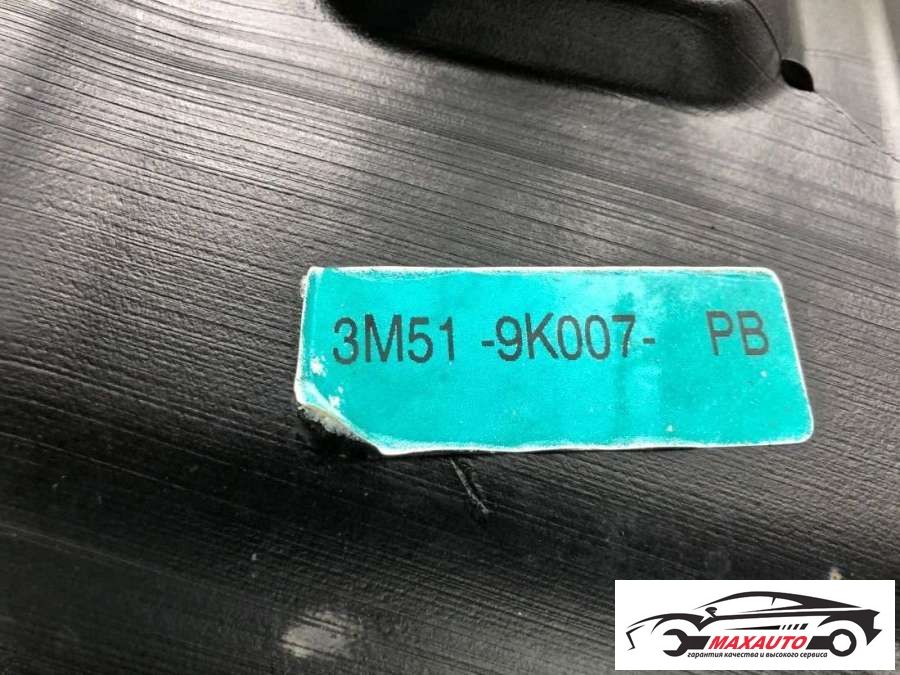 3M51 -9K007- PB
MAXAUTO
гарантия качества и высокого сервиса